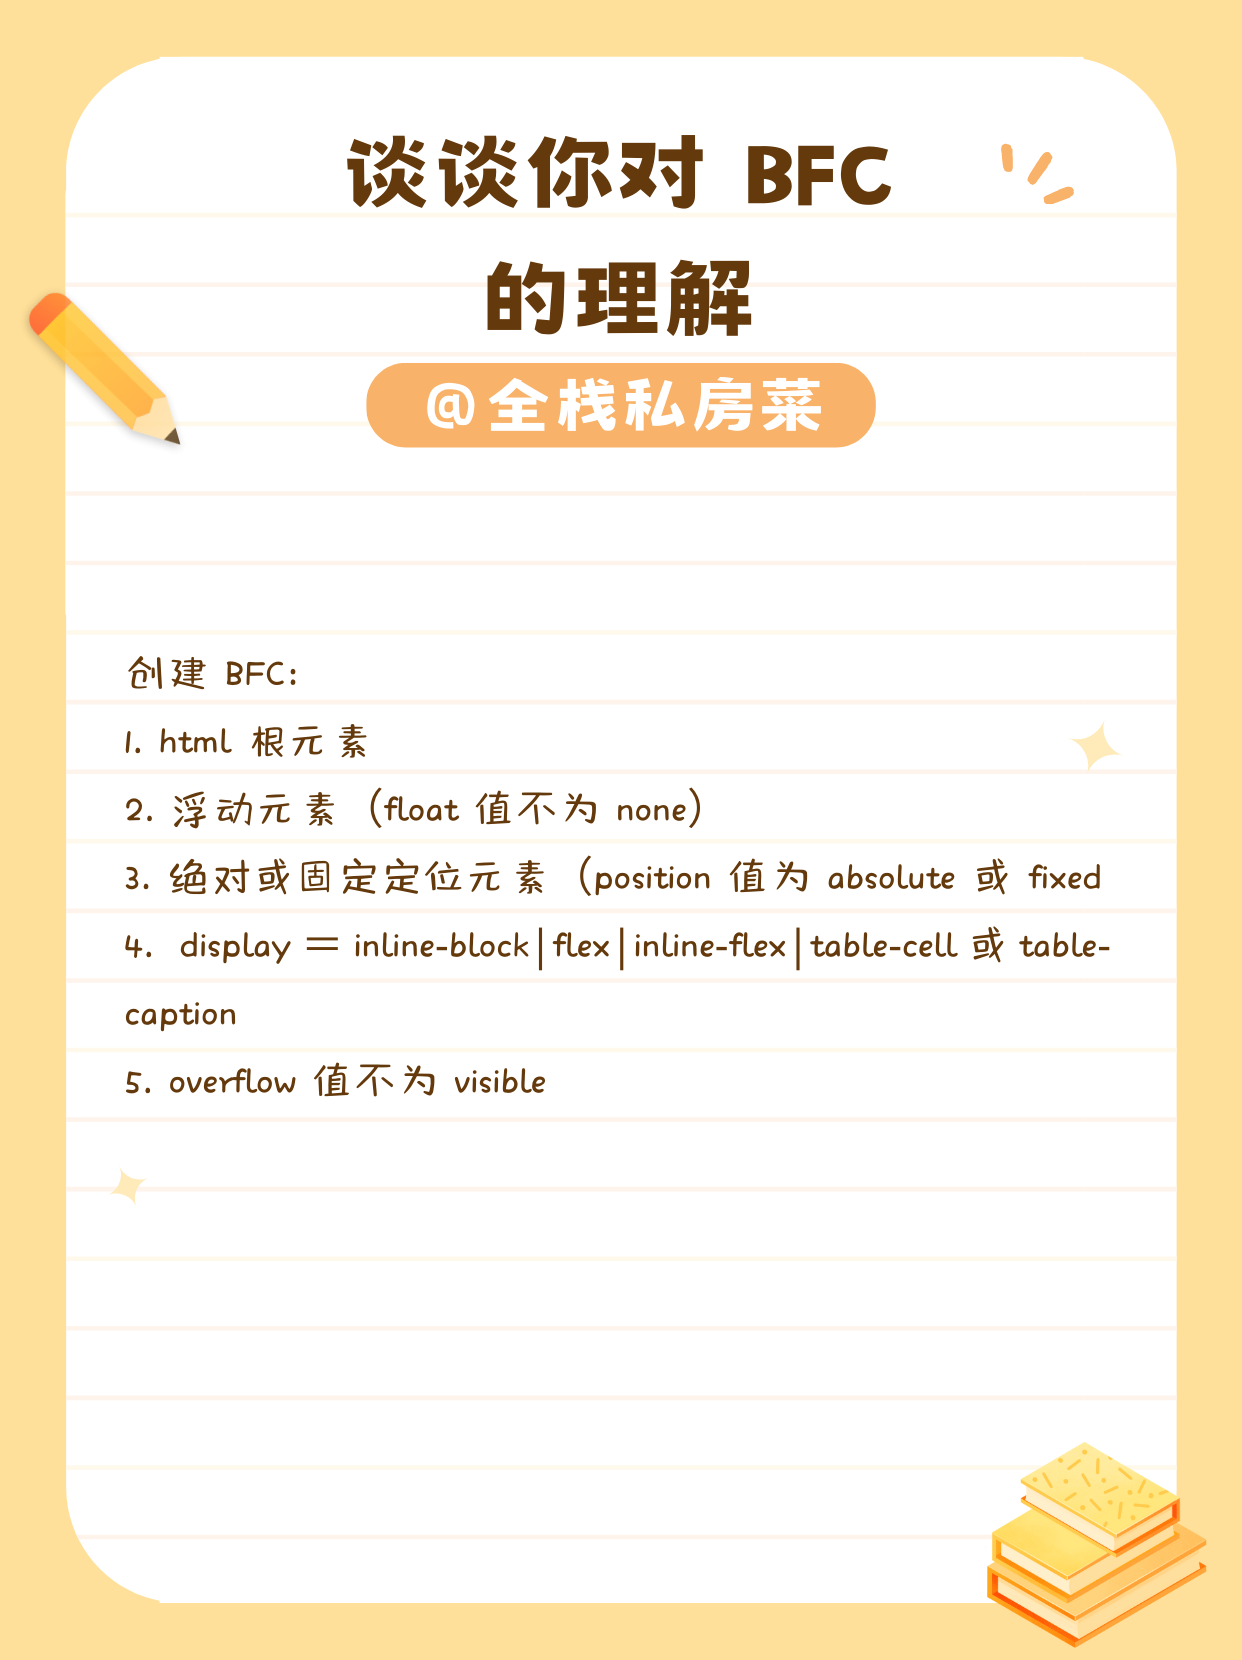 谈谈你对 BFC
的理解
@全栈私房菜
创建 BFC:
1. html 根元素
2. 浮动元素（float 值不为 none）
3. 绝对或固定定位元素（position 值为 absolute 或 fixed
4.  display = inline-block|flex|inline-flex|table-cell 或 table-
caption
5. overflow 值不为 visible